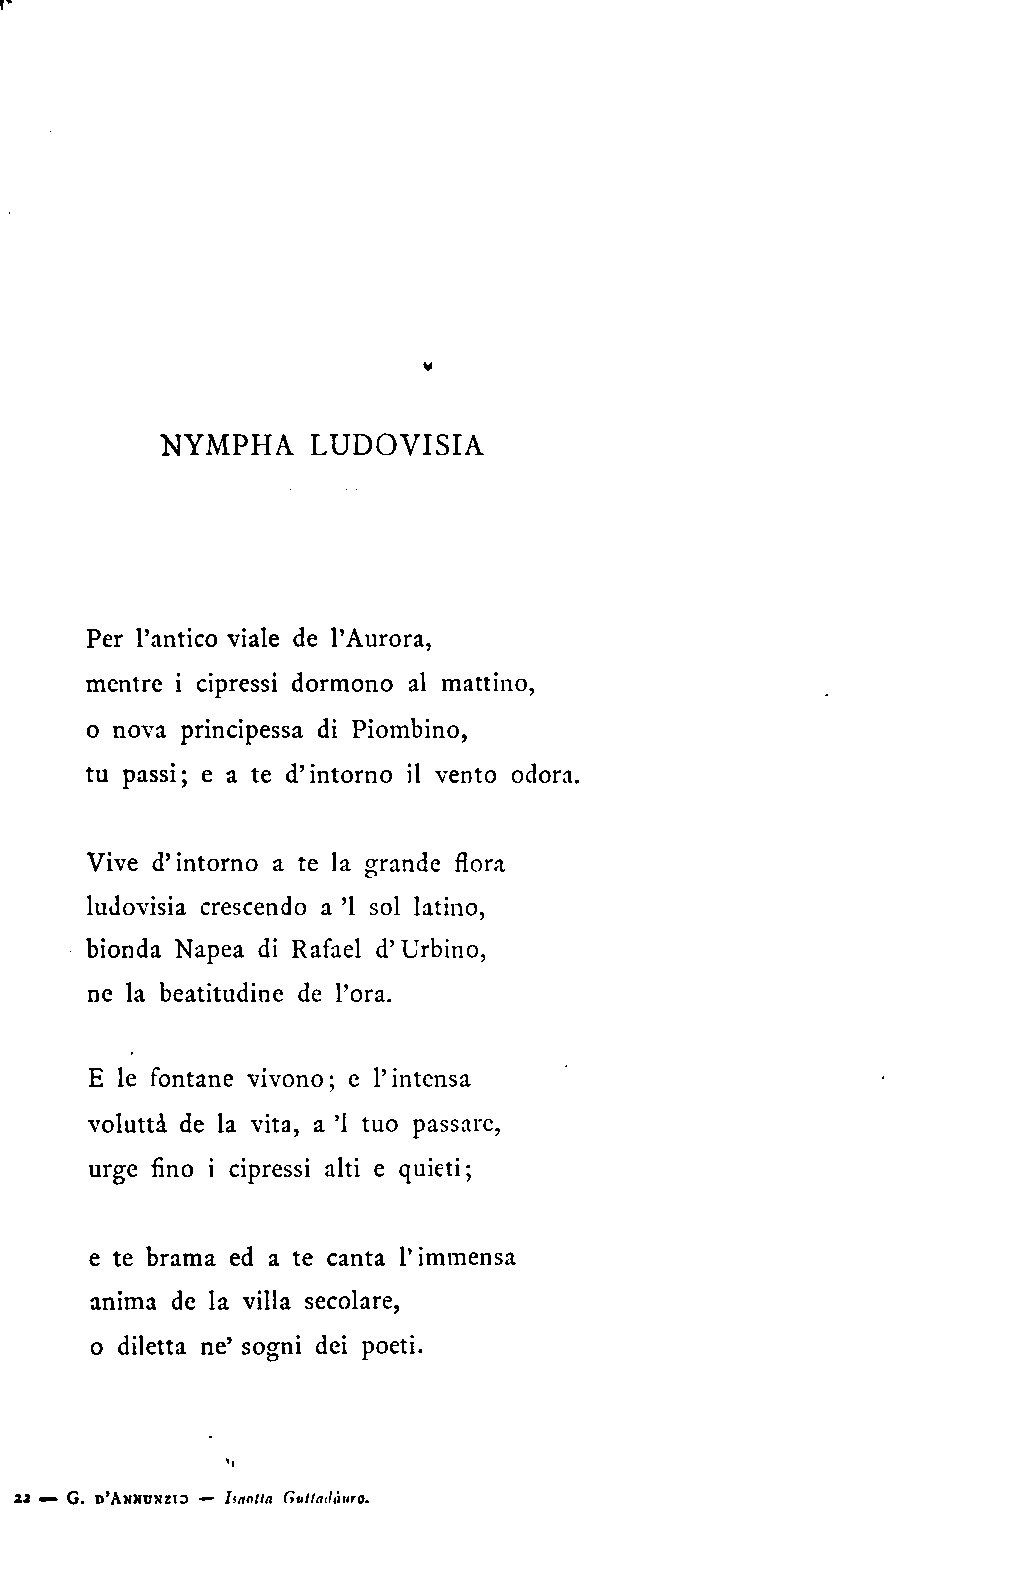 NYMPHA LUDOVISIA
Per l'antico viale de l'Aurora,
mentre i cipressi dormono al mattino,
o nova principessa di Piombino,
tu passi; e a te d'intorno il vento odora.
Vive d'intorno a te la grande flora
ludovisia crescendo a 'l sol latino,
bionda Napea di Rafael d'Urbino,
ne la beatitudine de l'ora.
E le fontane vivono; e l'intensa
voluttà de la vita, a 'l tuo passare,
urge fino i cipressi alti e quieti;
e te brama ed a te canta l'immensa
anima de la villa secolare,
o diletta ne' sogni dei poeti.
22 — G. D'ANNUNZIO — Isaotta Guttadàuro.